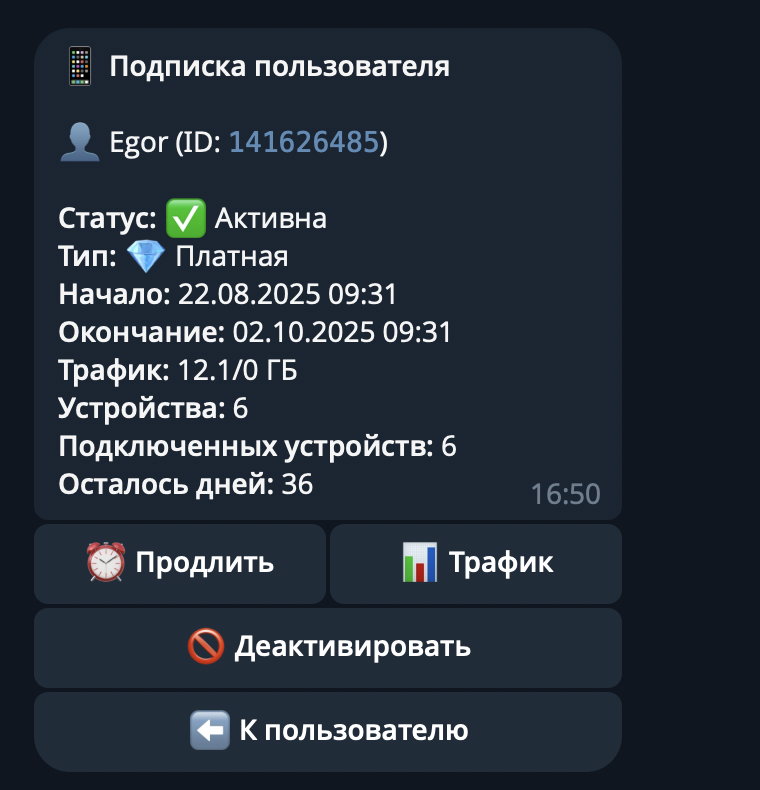 📱 Подписка пользователя
👤 Egor (ID: 141626485)
Статус: ✅ Активна
Тип: 💎 Платная
Начало: 22.08.2025 09:31
Окончание: 02.10.2025 09:31
Трафик: 12.1/0 ГБ
Устройства: 6
Подключенных устройств: 6
Осталось дней: 36
16:50
⏰ Продлить
📊 Трафик
🚫 Деактивировать
⬅️ К пользователю